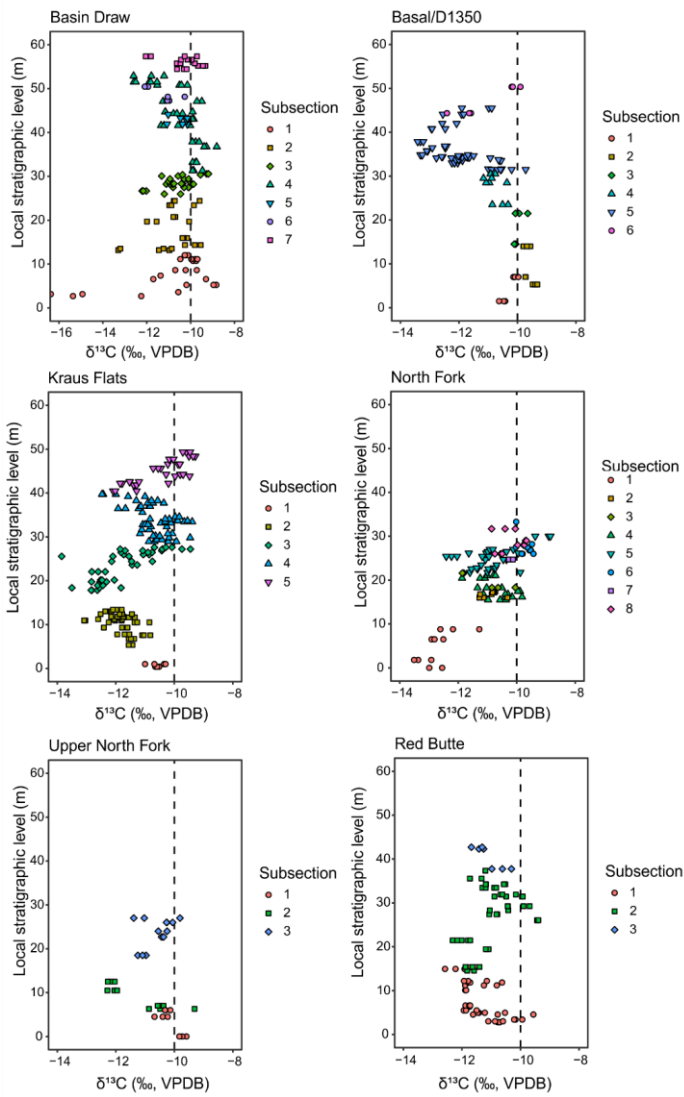 Basin Draw
Local stratigraphic level (m)
60
50
40
30
20
10
0
−16 −14 −12 −10 −8
δ¹³C (‰, VPDB)
Subsection
1
2
3
4
5
6
7
Basal/D1350
Local stratigraphic level (m)
60
50
40
30
20
10
0
−14 −12 −10 −8
δ¹³C (‰, VPDB)
Subsection
1
2
3
4
5
6
Kraus Flats
Local stratigraphic level (m)
60
50
40
30
20
10
0
−14 −12 −10 −8
δ¹³C (‰, VPDB)
Subsection
1
2
3
4
5
North Fork
Local stratigraphic level (m)
60
50
40
30
20
10
0
−14 −12 −10 −8
δ¹³C (‰, VPDB)
Subsection
1
2
3
4
5
6
7
8
Upper North Fork
Local stratigraphic level (m)
60
50
40
30
20
10
0
−14 −12 −10 −8
δ¹³C (‰, VPDB)
Subsection
1
2
3
Red Butte
Local stratigraphic level (m)
60
50
40
30
20
10
0
−14 −12 −10 −8
δ¹³C (‰, VPDB)
Subsection
1
2
3